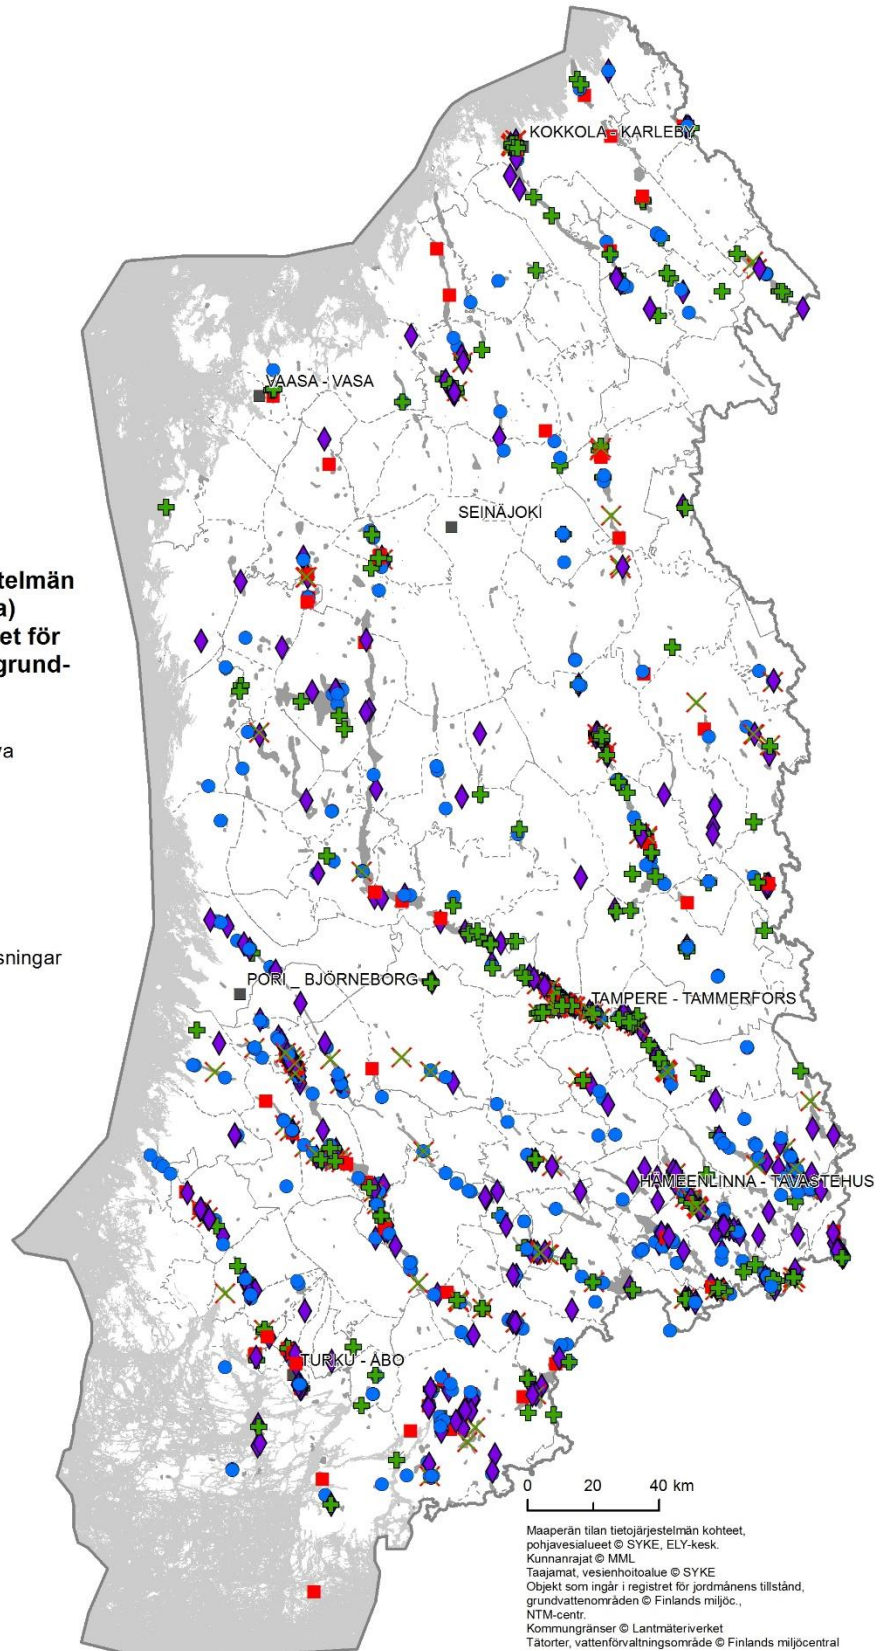 KOKKOLA - KARLEBY
VAASA - VASA
SEINÄJOKI
telmän
a)
et för
grund-
va
sningar
PORI _ BJÖRNEBORG
TAMPERE - TAMMERFORS
HÄMEENLINNA - TAVASTEHUS
TURKU - ÅBO
0 20 40 km
Maaperän tilan tietojärjestelmän kohteet,
pohjavesialueet © SYKE, ELY-kesk.
Kunnanrajat © MML
Taajamat, vesienhoitoalue © SYKE
Objekt som ingår i registret för jordmånens tillstånd,
grundvattenområden © Finlands miljöc.,
NTM-centr.
Kommungränser © Lantmäteriverket
Tätorter, vattenförvaltningsområde © Finlands miljöcentral